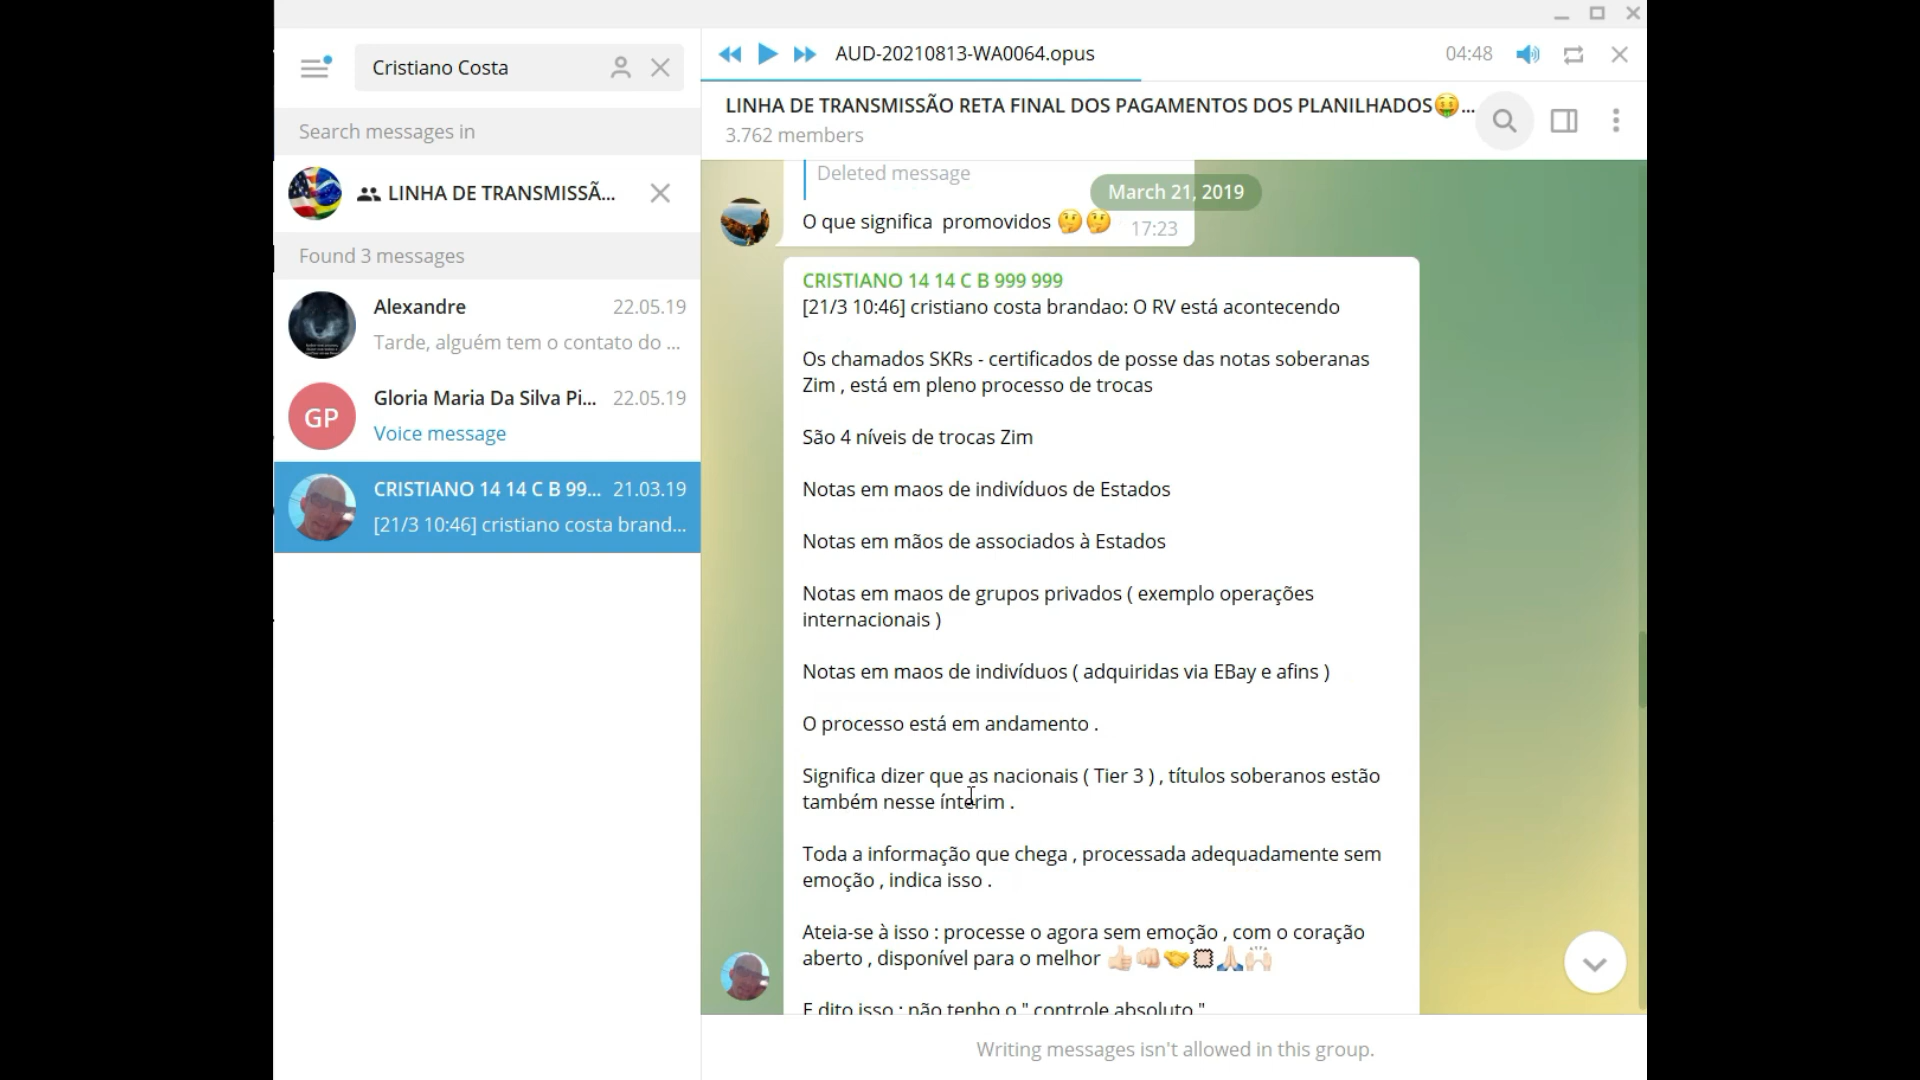 Cristiano Costa
Search messages in
LINHA DE TRANSMISSÃ...
Found 3 messages
Alexandre 22.05.19
Tarde, alguém tem o contato do ...
GP
Gloria Maria Da Silva Pi... 22.05.19
Voice message
CRISTIANO 14 14 C B 99... 21.03.19
[21/3 10:46] cristiano costa brand...
AUD-20210813-WA0064.opus 04:48
LINHA DE TRANSMISSÃO RETA FINAL DOS PAGAMENTOS DOS PLANILHADOS🤑...
3.762 members
Deleted message
March 21, 2019
O que significa promovidos 🤔🤔 17:23
CRISTIANO 14 14 C B 999 999
[21/3 10:46] cristiano costa brandao: O RV está acontecendo
Os chamados SKRs - certificados de posse das notas soberanas
Zim , está em pleno processo de trocas
São 4 níveis de trocas Zim
Notas em maos de indivíduos de Estados
Notas em mãos de associados à Estados
Notas em maos de grupos privados ( exemplo operações
internacionais )
Notas em maos de indivíduos ( adquiridas via EBay e afins )
O processo está em andamento .
Significa dizer que as nacionais ( Tier 3 ) , títulos soberanos estão
também nesse ínterim .
Toda a informação que chega , processada adequadamente sem
emoção , indica isso .
Ateia-se à isso : processe o agora sem emoção , com o coração
aberto , disponível para o melhor 👍🏻👊🏻🤝🏻🙏🏻🙌🏻
E dito isso : não tenho o " controle absoluto "
Writing messages isn't allowed in this group.